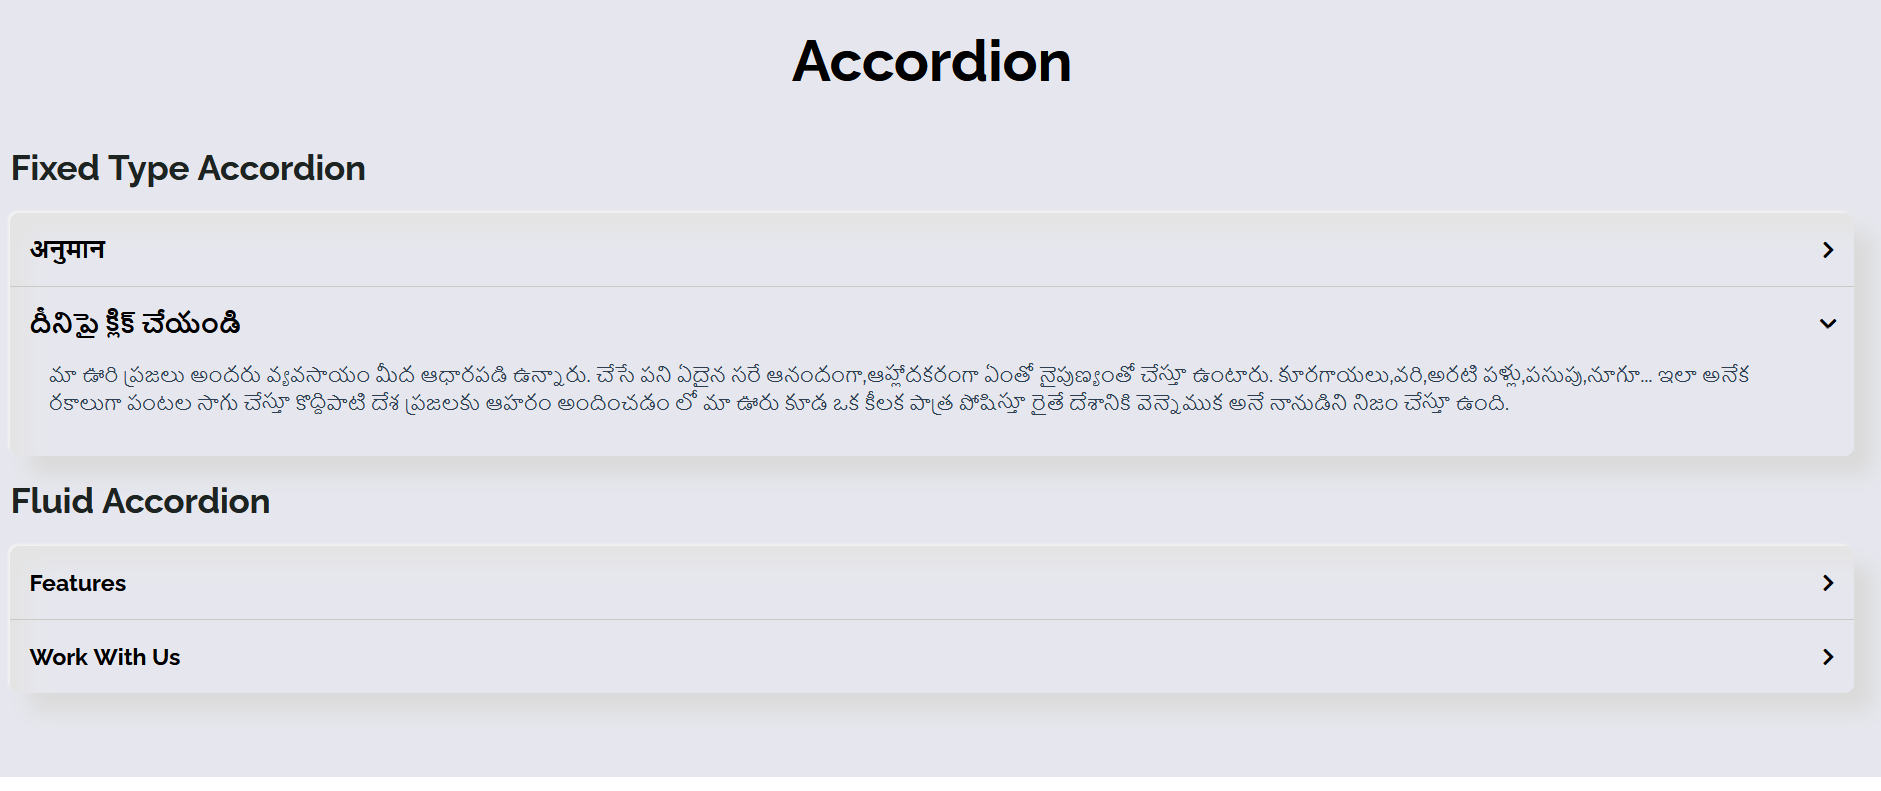 Accordion
Fixed Type Accordion
अनुमान
దీనిపై క్లిక్ చేయండి
మా ఊరి ప్రజలు అందరు వ్యవసాయం మీద ఆధారపడి ఉన్నారు. చేసే పని ఏదైన సరే ఆనందంగా,ఆహ్లాదకరంగా ఏంతో నైపుణ్యంతో చేస్తూ ఉంటారు. కూరగాయలు,వరి,అరటి పళ్లు,పసుపు,నూగూ... ఇలా అనేక
రకాలుగా పంటల సాగు చేస్తూ కొద్దిపాటి దేశ ప్రజలకు ఆహరం అందించడం లో మా ఊరు కూడ ఒక కీలక పాత్ర పోషిస్తూ రైతే దేశానికి వెన్నెముక అనే నానుడిని నిజం చేస్తూ ఉంది.
Fluid Accordion
Features
Work With Us